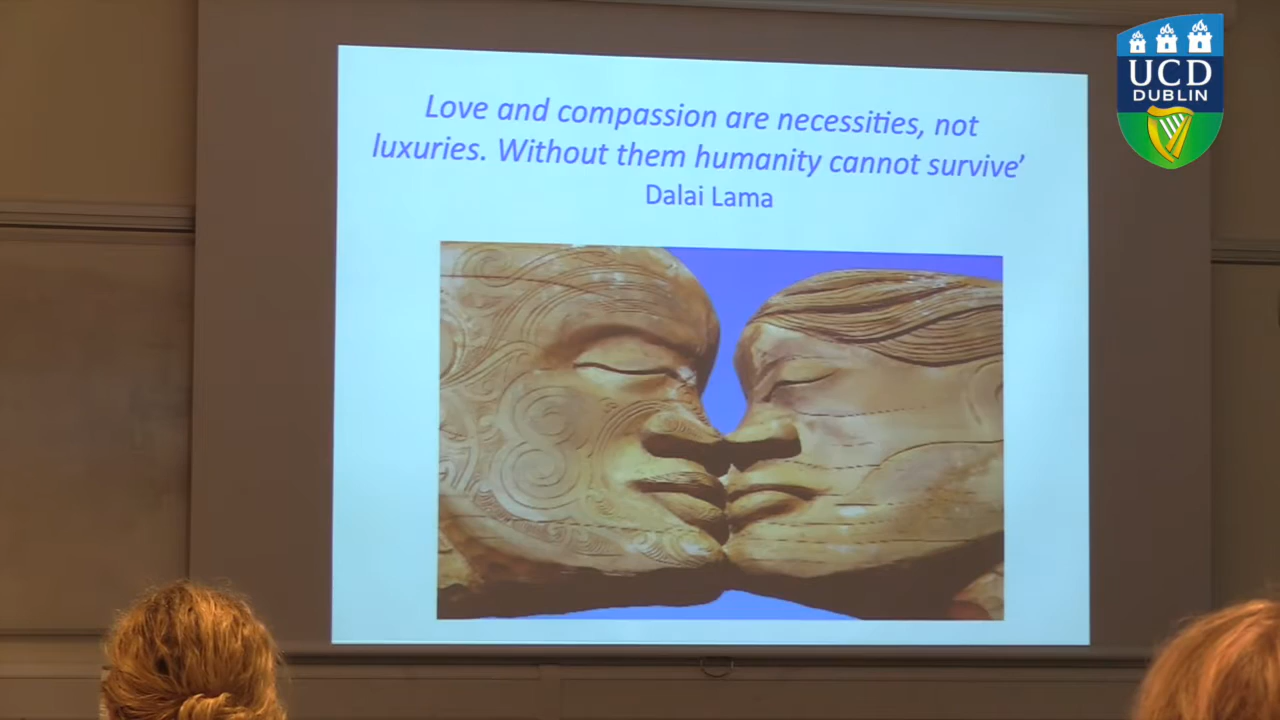 Love and compassion are necessities, not
luxuries. Without them humanity cannot survive’
Dalai Lama
UCD
DUBLIN